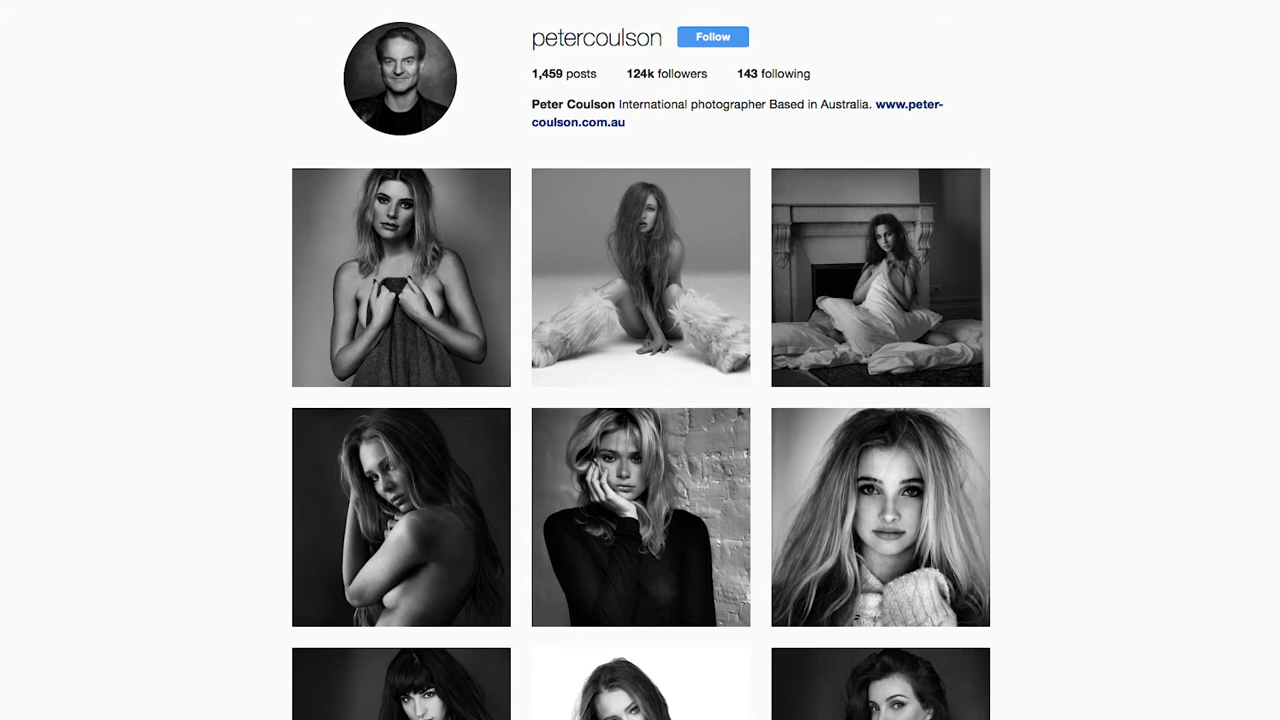 petercoulson Follow
1,459 posts 124k followers 143 following
Peter Coulson International photographer Based in Australia. www.peter-
coulson.com.au